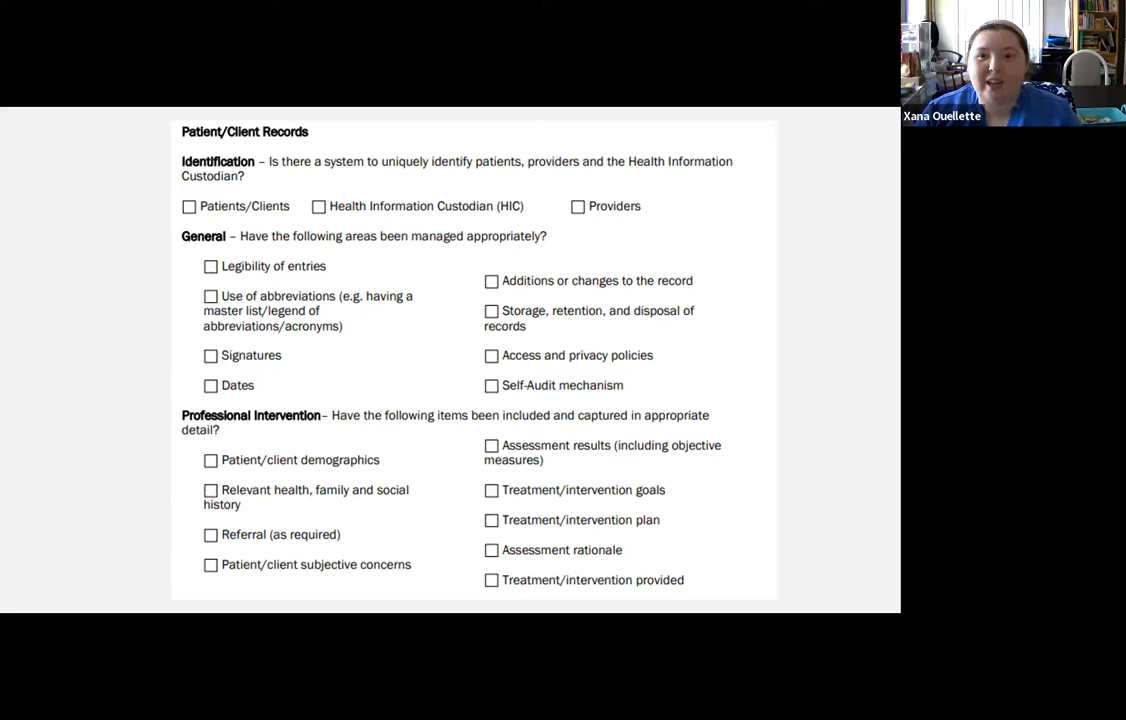 Xana Ouellette
Patient/Client Records
Identification – Is there a system to uniquely identify patients, providers and the Health Information
Custodian?
Patients/Clients
Health Information Custodian (HIC)
Providers
General – Have the following areas been managed appropriately?
Legibility of entries
Use of abbreviations (e.g. having a
master list/legend of
abbreviations/acronyms)
Signatures
Dates
Additions or changes to the record
Storage, retention, and disposal of
records
Access and privacy policies
Self-Audit mechanism
Professional Intervention– Have the following items been included and captured in appropriate
detail?
Patient/client demographics
Relevant health, family and social
history
Referral (as required)
Patient/client subjective concerns
Assessment results (including objective
measures)
Treatment/intervention goals
Treatment/intervention plan
Assessment rationale
Treatment/intervention provided